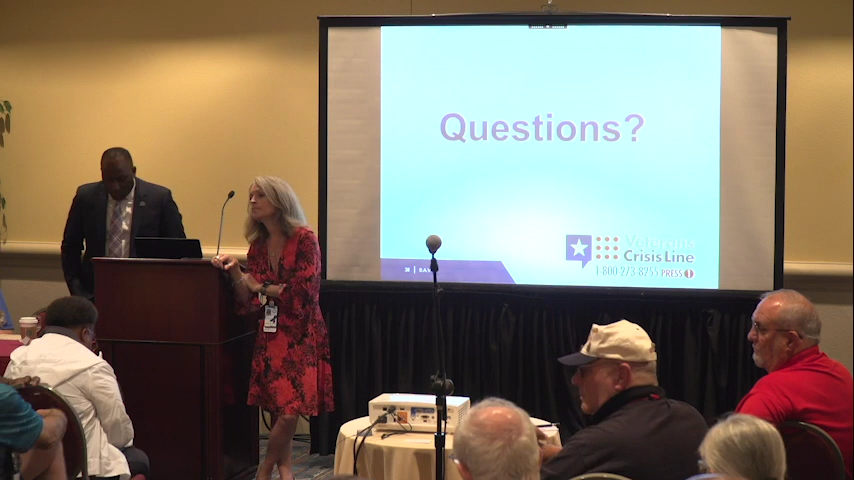 Questions?
Veterans
Crisis Line
1-800-273-8255 PRESS 1